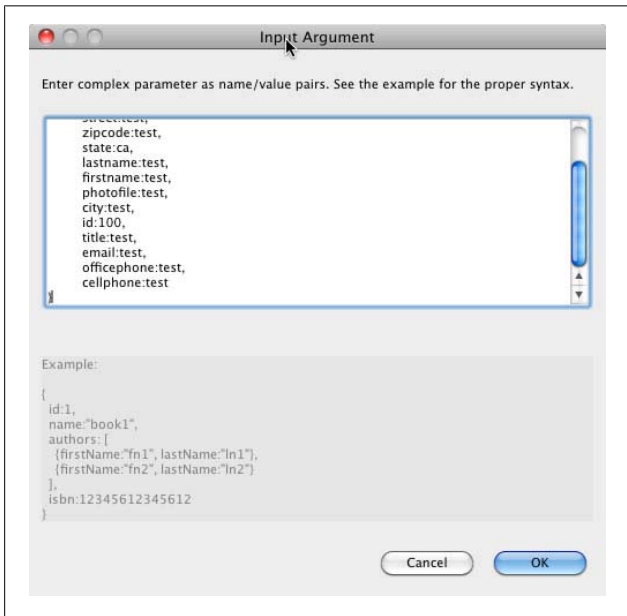 Input Argument
Enter complex parameter as name/value pairs. See the example for the proper syntax.
street:test,
zipcode:test,
state:ca,
lastname:test,
firstname:test,
photofile:test,
city:test,
id:100,
title:test,
email:test,
officephone:test,
cellphone:test
}
Example:
{
id:1,
name:"book1",
authors: [
{firstName:"fn1", lastName:"ln1"},
{firstName:"fn2", lastName:"ln2"}
],
isbn:12345612345612
}
Cancel
OK